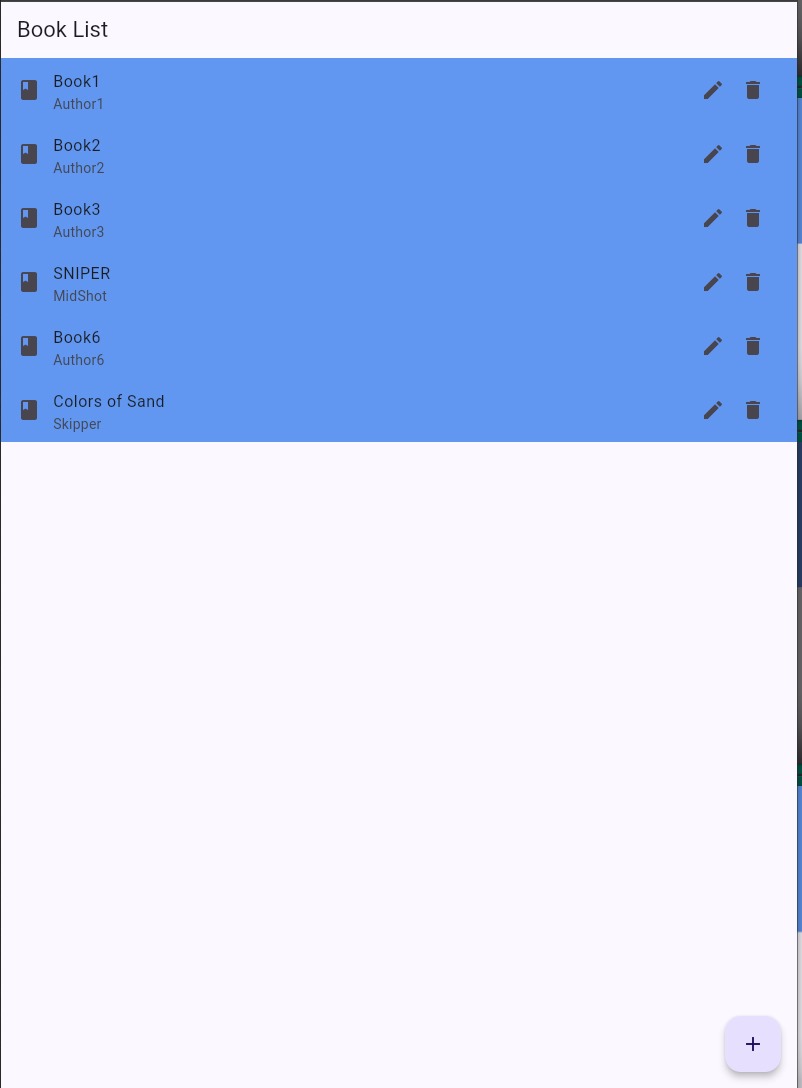 Book List
Book1
Author1
Book2
Author2
Book3
Author3
SNIPER
MidShot
Book6
Author6
Colors of Sand
Skipper